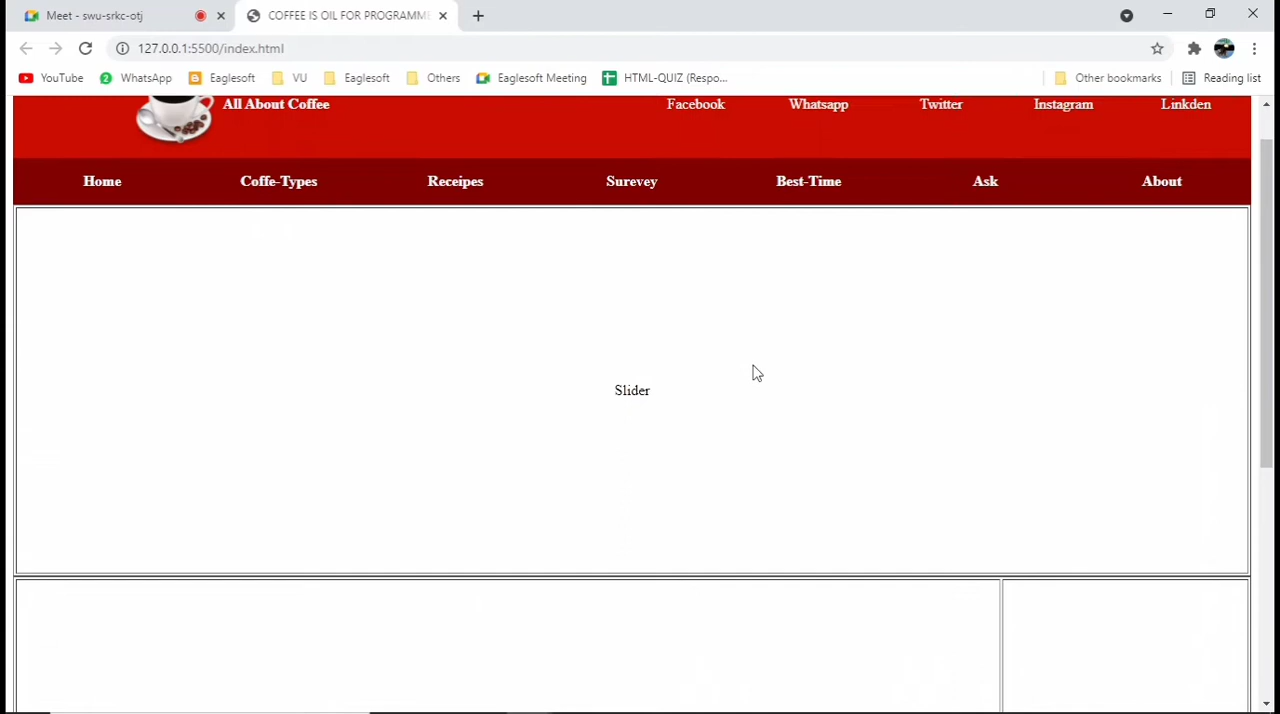 Meet - swu-srkc-otj
COFFEE IS OIL FOR PROGRAMME
127.0.0.1:5500/index.html
YouTube
2 WhatsApp
Eaglesoft
VU
Eaglesoft
Others
Eaglesoft Meeting
HTML-QUIZ (Respo...
Other bookmarks
Reading list
All About Coffee
Facebook
Whatsapp
Twitter
Instagram
Linkden
Home
Coffe-Types
Receipes
Surevey
Best-Time
Ask
About
Slider